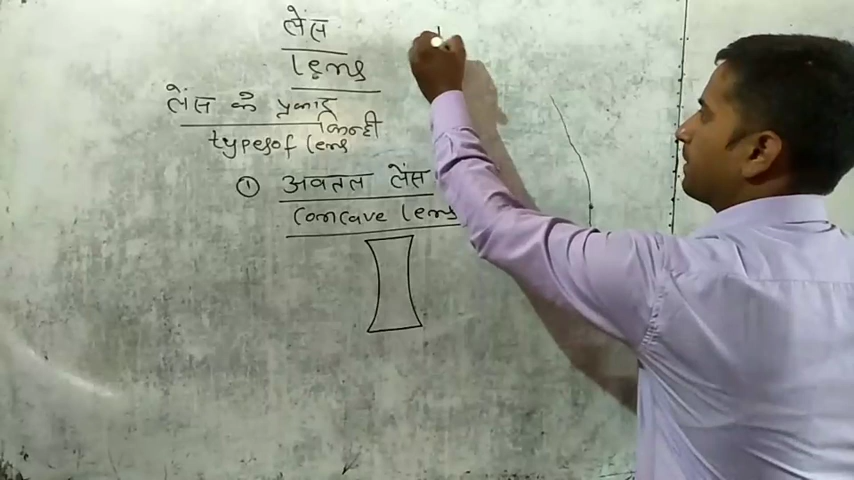 लेंस
lens
लेंस के प्रकार
types of lens
① अवतल लेंस
Concave lens